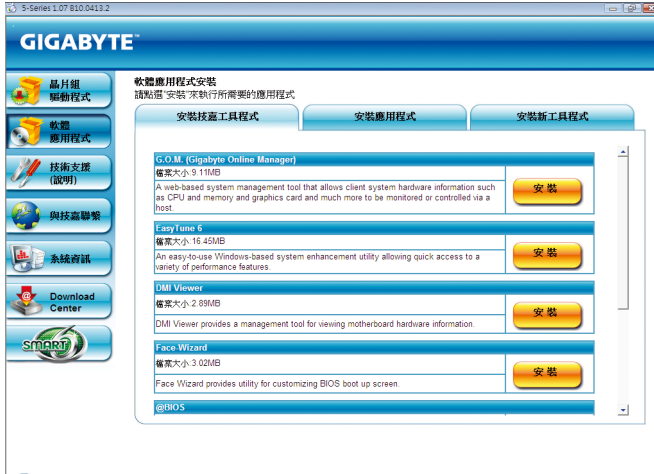 5-Series 1.07 B10.0413.2
GIGABYTE™
晶片組
驅動程式
軟體
應用程式
技術支援
(說明)
與技嘉聯繫
系統資訊
Download
Center
SMART
軟體應用程式安裝
請點選"安裝"來執行所需要的應用程式
安裝技嘉工具程式
安裝應用程式
安裝新工具程式
G.O.M. (Gigabyte Online Manager)
檔案大小:9.11MB
A web-based system management tool that allows client system hardware information such
as CPU and memory and graphics card and much more to be monitored or controlled via a
host.
安裝
EasyTune 6
檔案大小:16.45MB
An easy-to-use Windows-based system enhancement utility allowing quick access to a
variety of performance features.
安裝
DMI Viewer
檔案大小:2.89MB
DMI Viewer provides a management tool for viewing motherboard hardware information.
安裝
Face-Wizard
檔案大小:3.02MB
Face Wizard provides utility for customizing BIOS boot up screen.
安裝
@BIOS